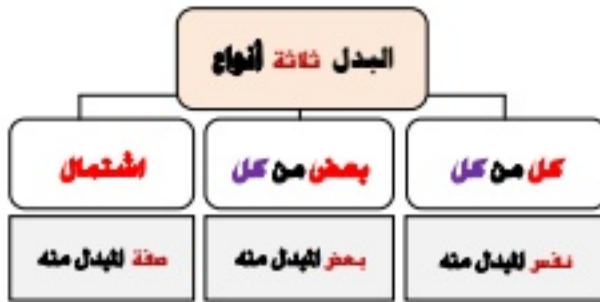 البدل ثلاثة أنواع
كل من كل
بعض من كل
اشتمال
نفس المبدل منه
بعض المبدل منه
صفة المبدل منه